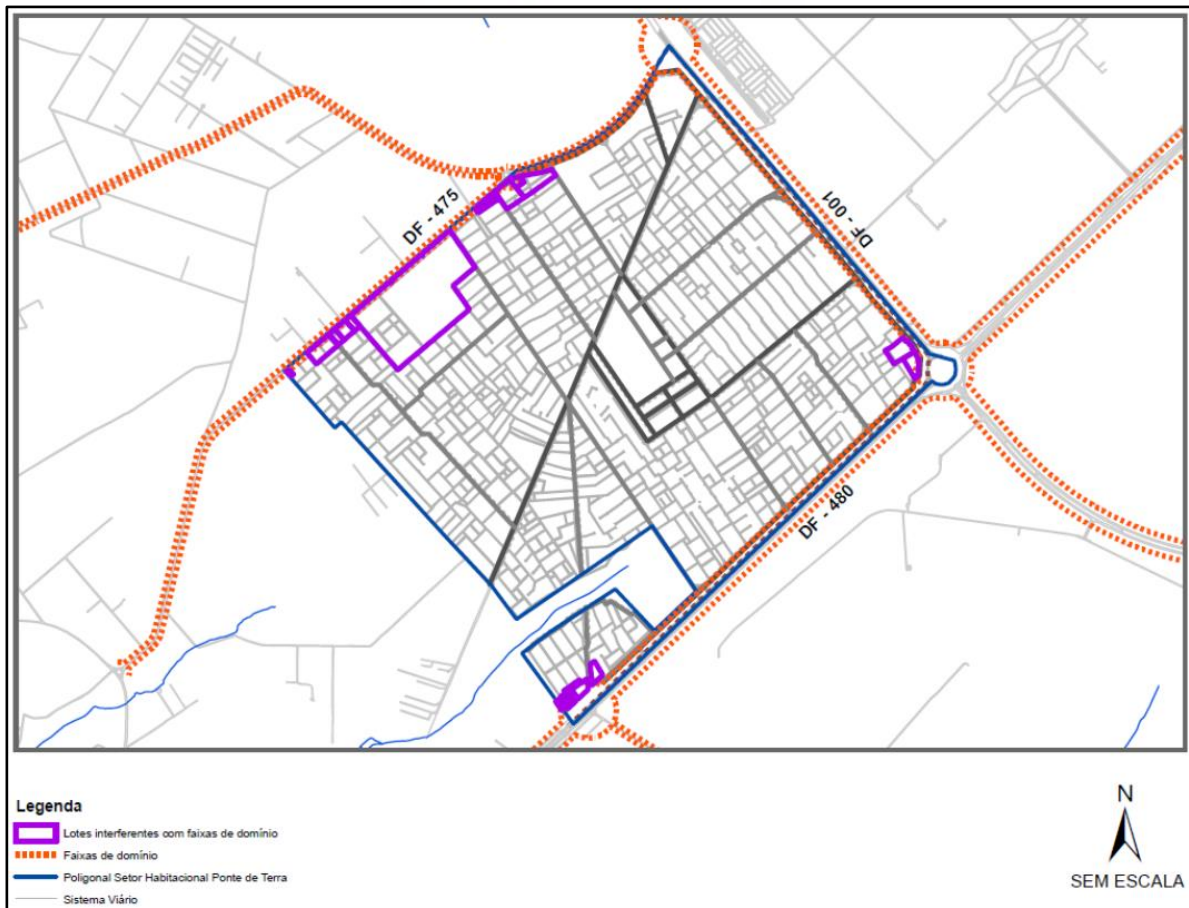 DF - 475
DF - 001
DF - 480
Legenda
Lotes interferentes com faixas de domínio
Faixas de domínio
Poligonal Setor Habitacional Ponte de Terra
Sistema Viário
N
SEM ESCALA